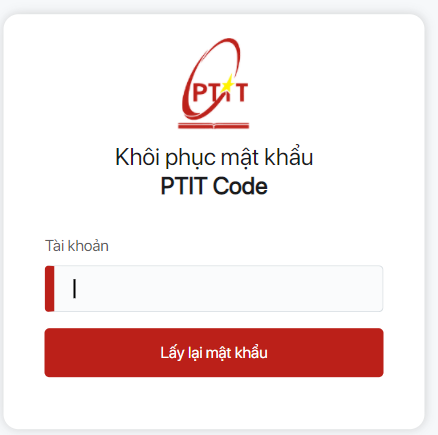 PTIT
Khôi phục mật khẩu
PTIT Code
Tài khoản
Lấy lại mật khẩu